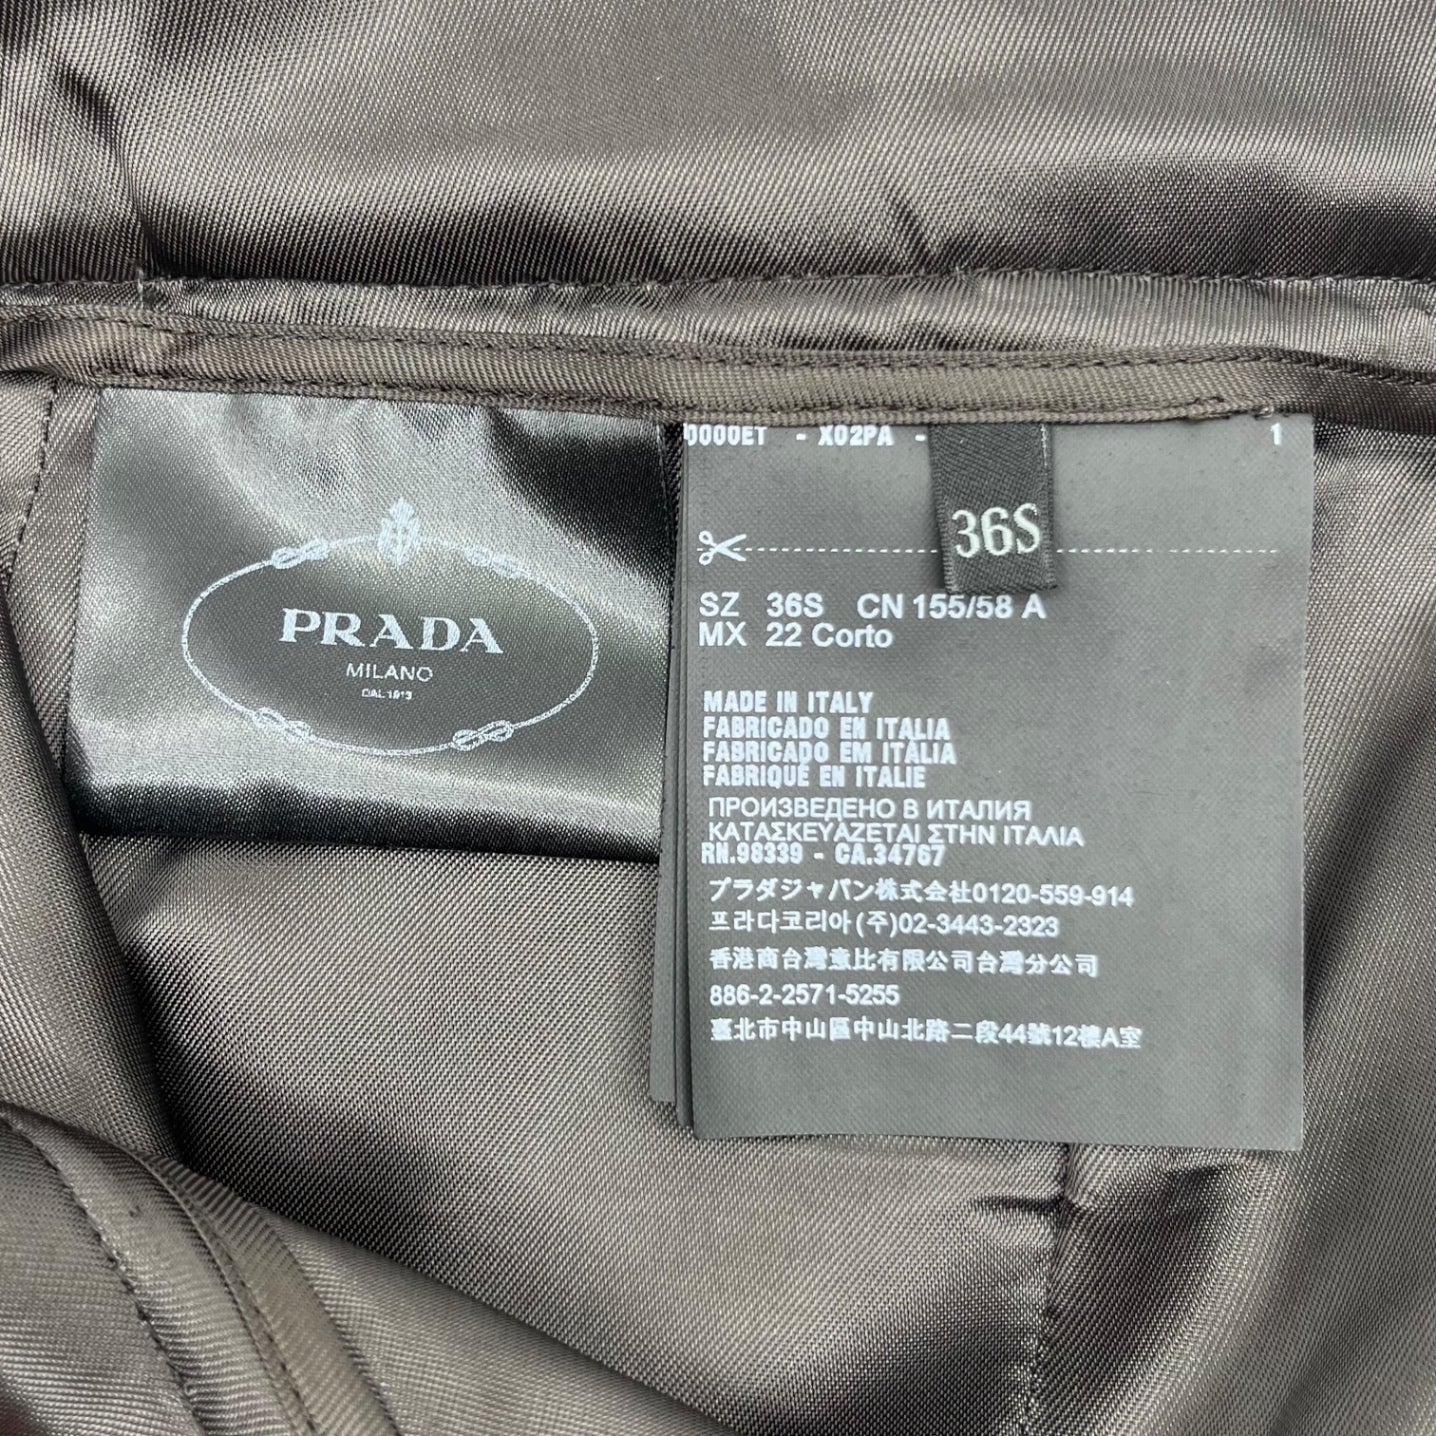 PRADA
MILANO
DAL 1913
0000ET - X02PA - 1
36S
SZ 36S CN 155/58 A
MX 22 Corto
MADE IN ITALY
FABRICADO EN ITALIA
FABRICADO EM ITÁLIA
FABRIQUÉ EN ITALIE
ПРОИЗВЕДЕНО В ИТАЛИЯ
ΚΑΤΑΣΚΕΥΑΖΕΤΑΙ ΣΤΗΝ ΙΤΑΛΙΑ
RN.98339 - CA.34767
プラダジャパン株式会社0120-559-914
프라다코리아(주)02-3443-2323
香港商台灣意比有限公司台灣分公司
886-2-2571-5255
臺北市中山區中山北路二段44號12樓A室